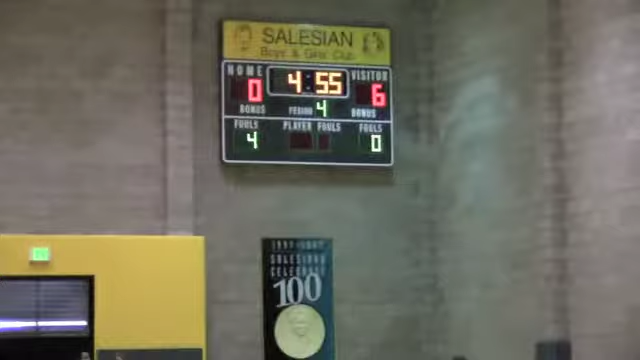 SALESIAN
Boys & Girls Club
HOME 4:55 VISITOR
0 6
PERIOD 4
BONUS BONUS
FOULS PLAYER FOULS FOULS
4 0
SALESIANS
CELEBRATE
100